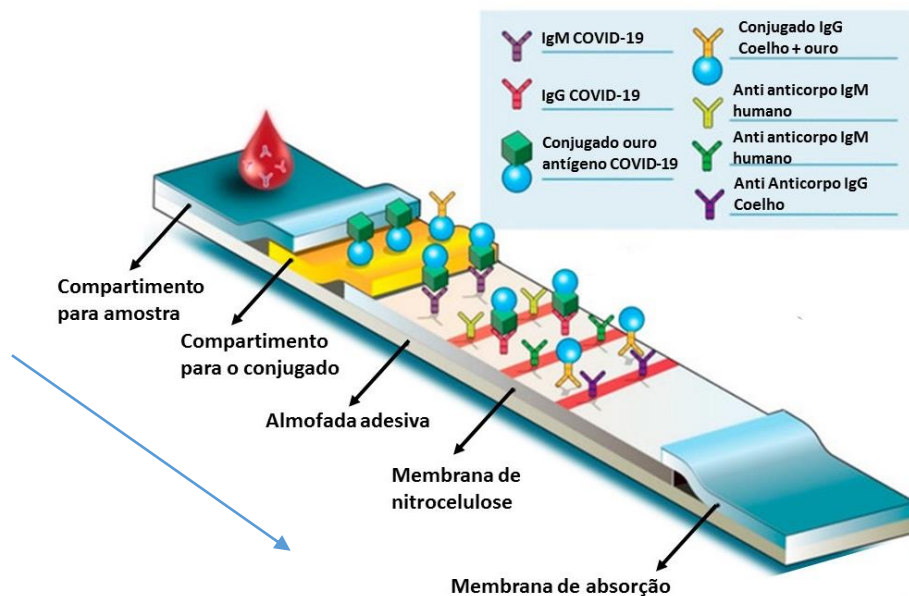 IgM COVID-19
IgG COVID-19
Conjugado ouro
antígeno COVID-19
Conjugado IgG
Coelho + ouro
Anti anticorpo IgM
humano
Anti anticorpo IgM
humano
Anti Anticorpo IgG
Coelho
Compartimento
para amostra
Compartimento
para o conjugado
Almofada adesiva
Membrana de
nitrocelulose
Membrana de absorção